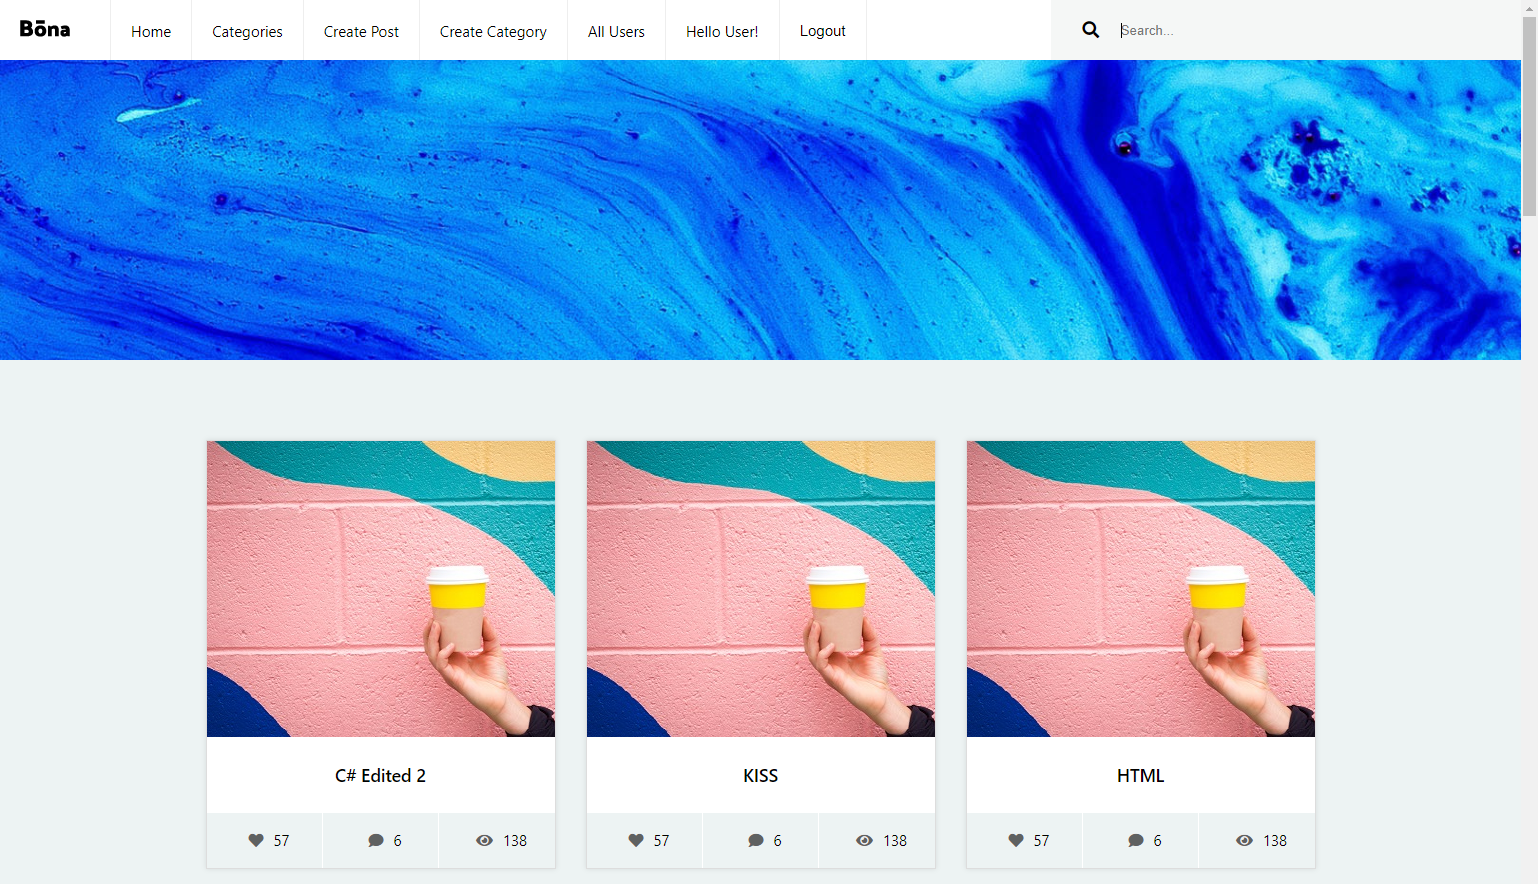 Bōna Home Categories Create Post Create Category All Users Hello User! Logout Search...
C# Edited 2 KISS HTML
57 6 138 57 6 138 57 6 138